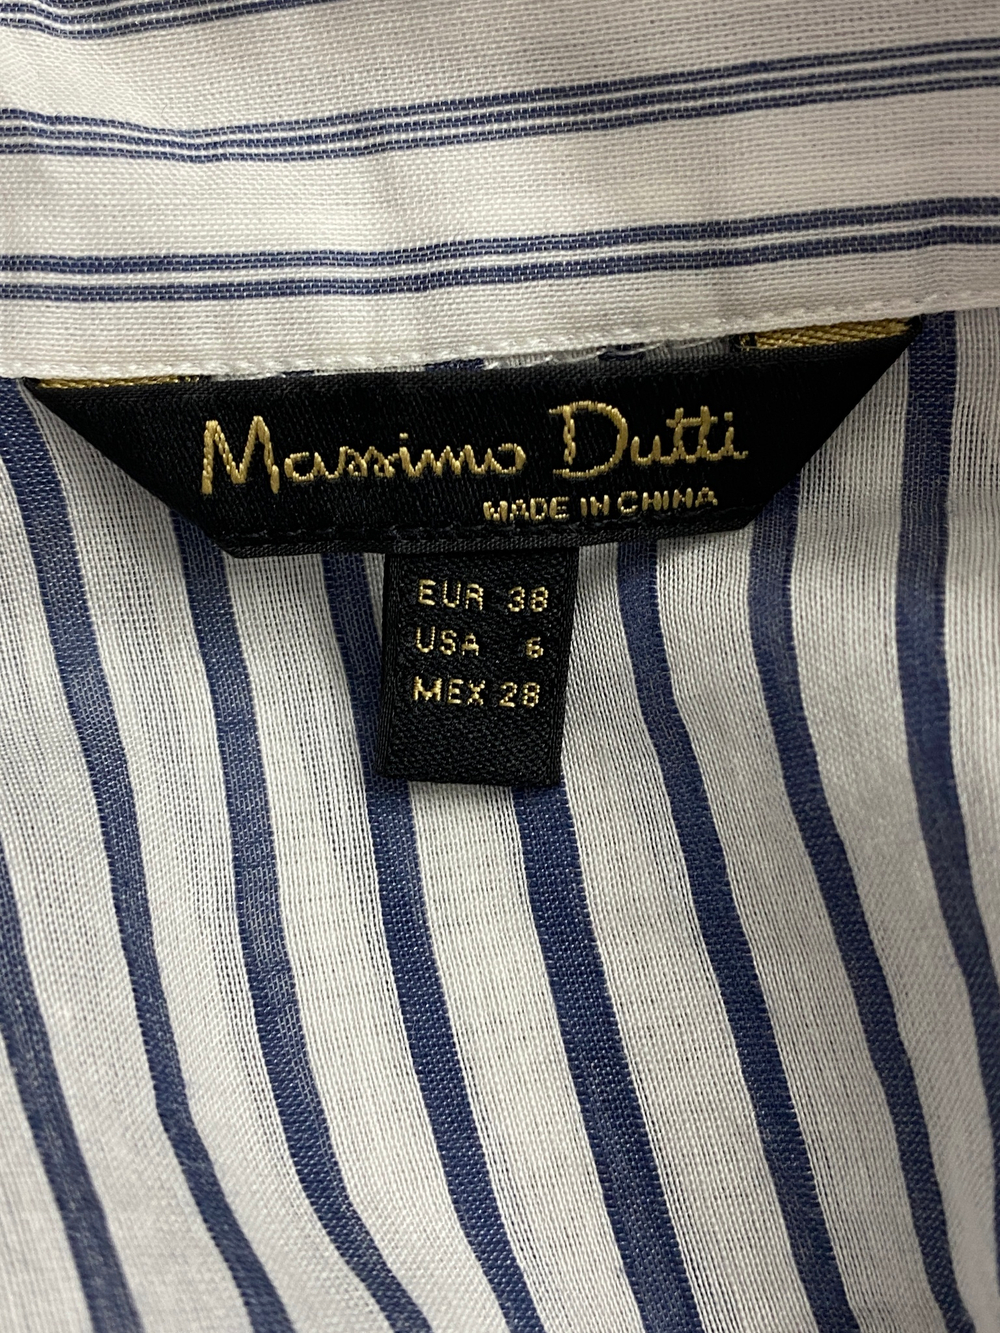 Massimo Dutti
MADE IN CHINA
EUR 38
USA 6
MEX 28